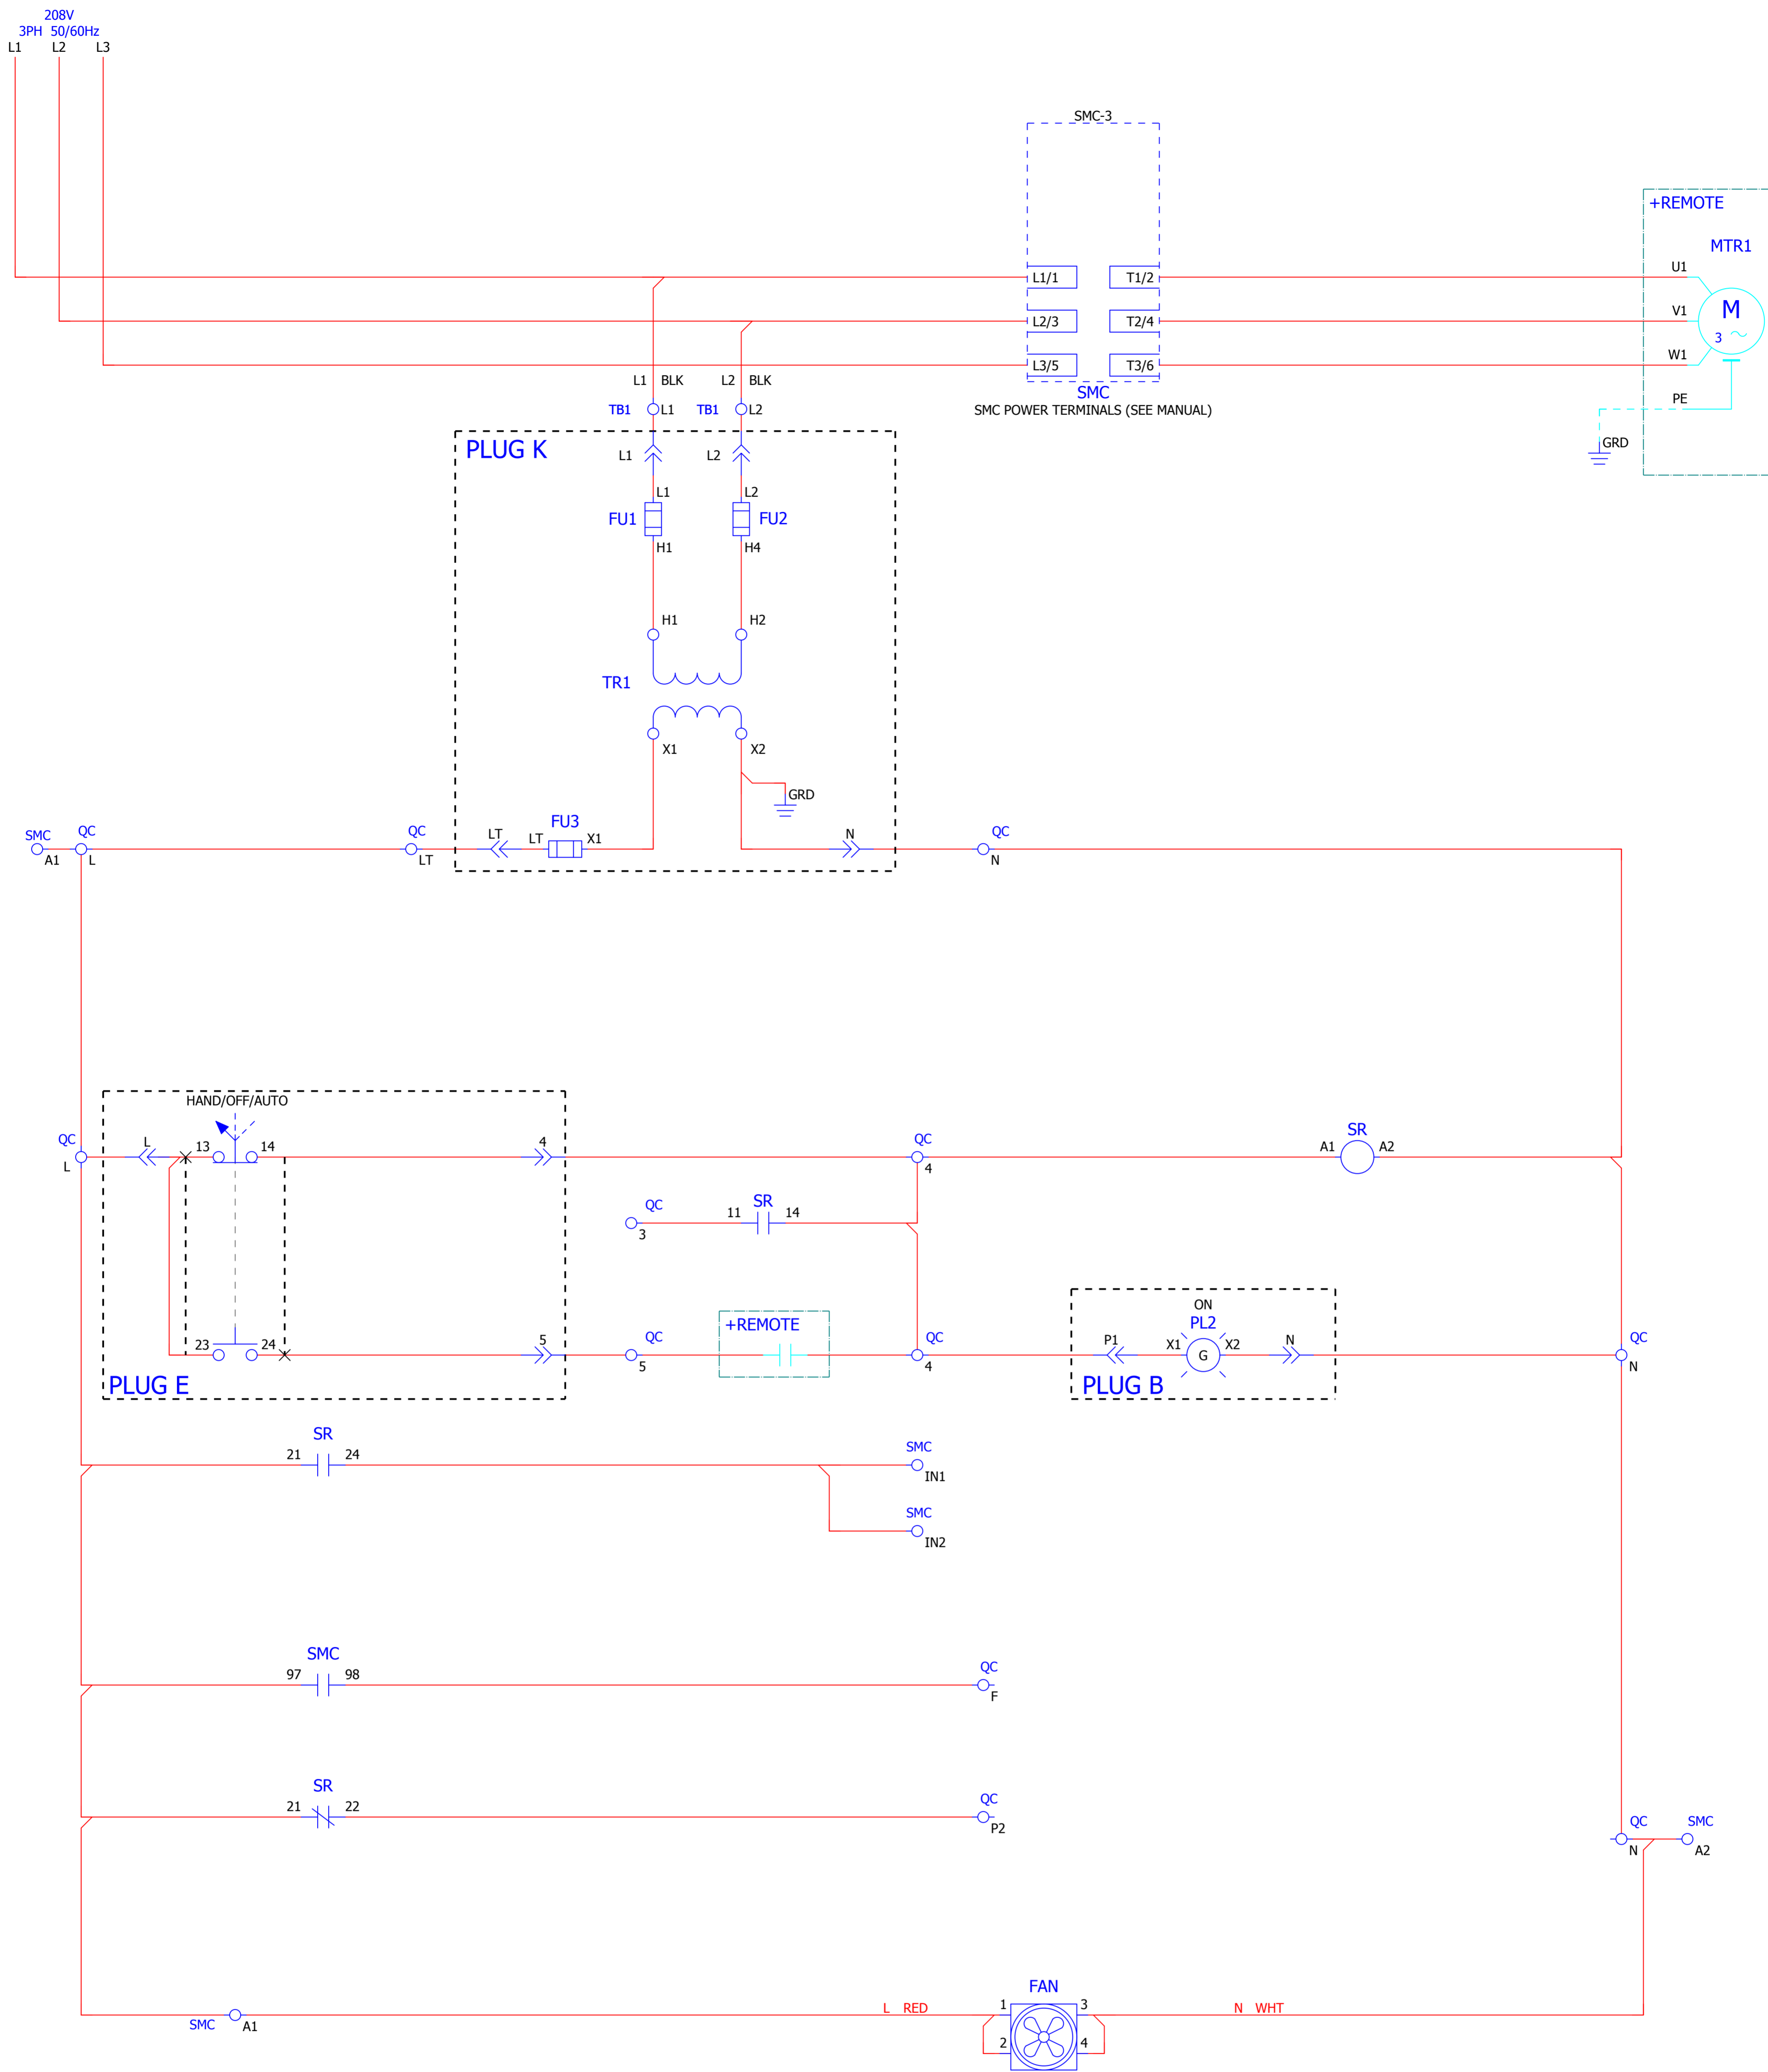 208V
3PH 50/60Hz
L1 L2 L3
SMC-3
+REMOTE
MTR1
L1/1 T1/2 U1
L2/3 T2/4 V1 M
3
L3/5 T3/6 W1
L1 BLK L2 BLK
SMC
PE
TB1 L1 TB1 L2
SMC POWER TERMINALS (SEE MANUAL)
GRD
PLUG K
L1 L2
L1 L2
FU1 FU2
H1 H4
H1 H2
TR1
X1 X2
GRD
FU3
SMC QC QC LT LT X1 N QC
A1 L LT N
HAND/OFF/AUTO
QC L 13 14 4 QC SR
A1 A2
L 4
QC SR
11 14
3
ON
+REMOTE PL2
23 24 5 QC QC P1 X1 G X2 N QC
5 4 N
PLUG E PLUG B
SR SMC
21 24
IN1
SMC
IN2
SMC QC
97 98
F
SR QC
21 22
P2
QC SMC
N A2
FAN
L RED 1 3 N WHT
SMC A1
2 4